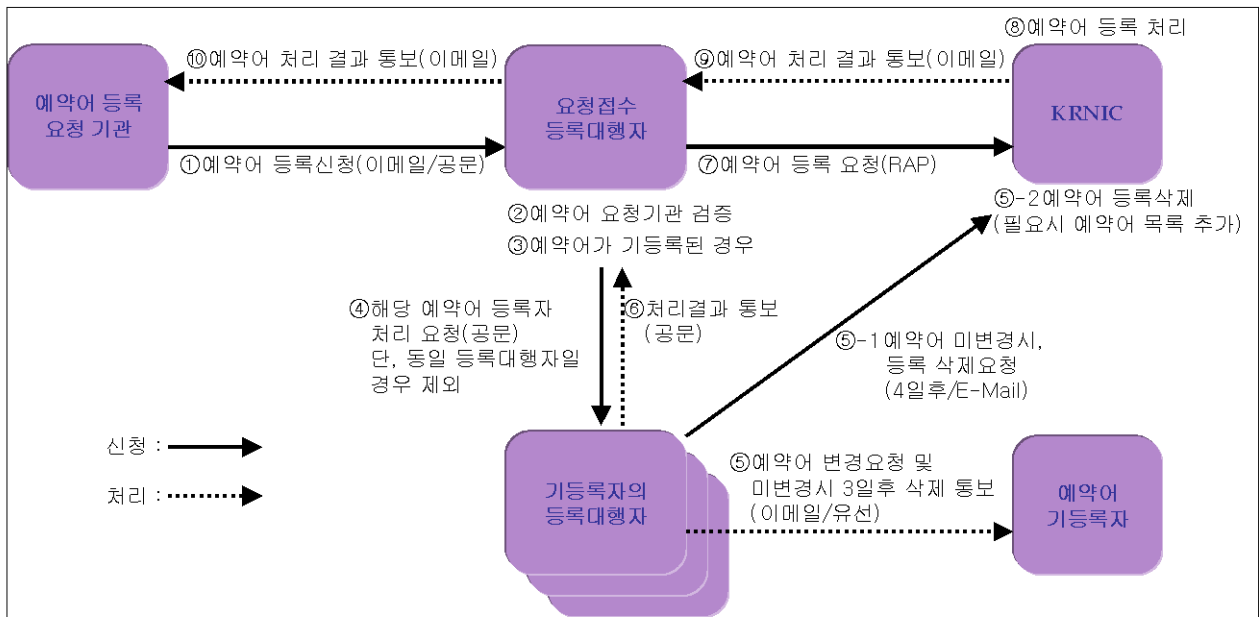 ⑧예약어 등록 처리
⑩예약어 처리 결과 통보(이메일)
⑨예약어 처리 결과 통보(이메일)
예약어 등록
요청 기관
요청접수
등록대행자
KRNIC
①예약어 등록신청(이메일/공문)
⑦예약어 등록 요청(RAP)
②예약어 요청기관 검증
③예약어가 기등록된 경우
⑤-2예약어 등록삭제
(필요시 예약어 목록 추가)
④해당 예약어 등록자
처리 요청(공문)
단, 동일 등록대행자일
경우 제외
⑥처리결과 통보
(공문)
⑤-1예약어 미변경시,
등록 삭제요청
(4일후/E-Mail)
신청 :
처리 :
기등록자의
등록대행자
⑤예약어 변경요청 및
미변경시 3일후 삭제 통보
(이메일/유선)
예약어
기등록자